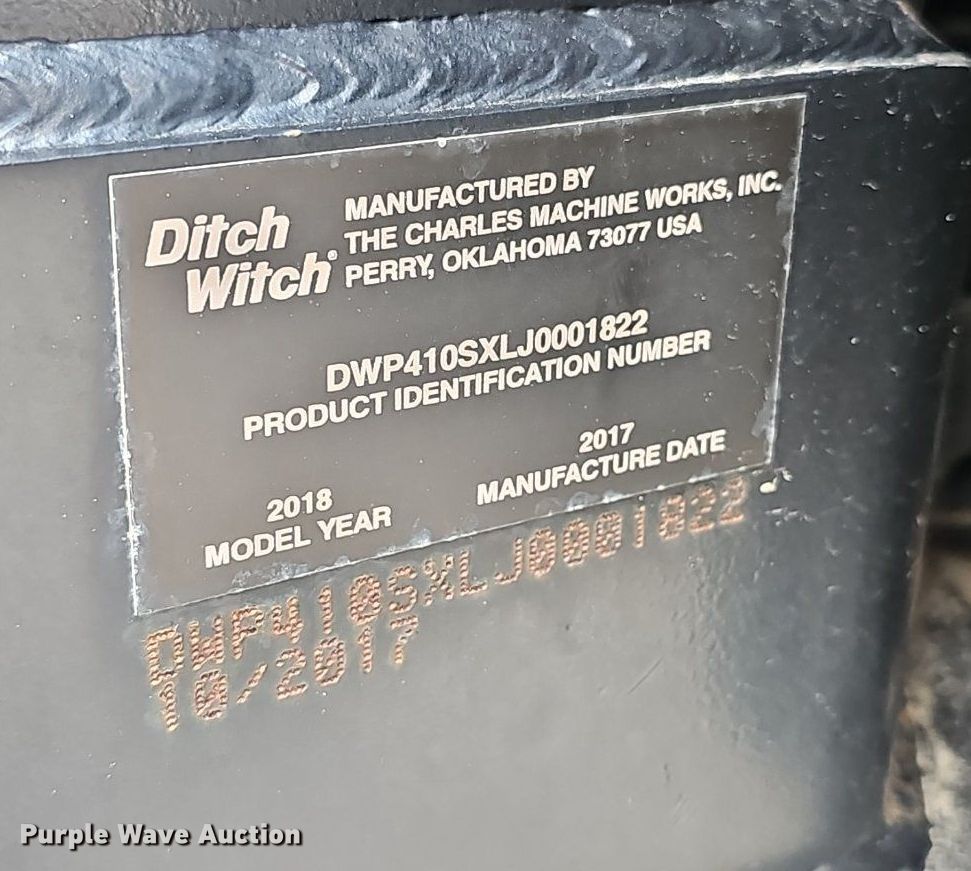 Ditch
Witch®
MANUFACTURED BY
THE CHARLES MACHINE WORKS, INC.
PERRY, OKLAHOMA 73077 USA
DWP410SXLJ0001822
PRODUCT IDENTIFICATION NUMBER
2018
MODEL YEAR
2017
MANUFACTURE DATE
DWP410SXLJ0001822
10/2017
Purple Wave Auction